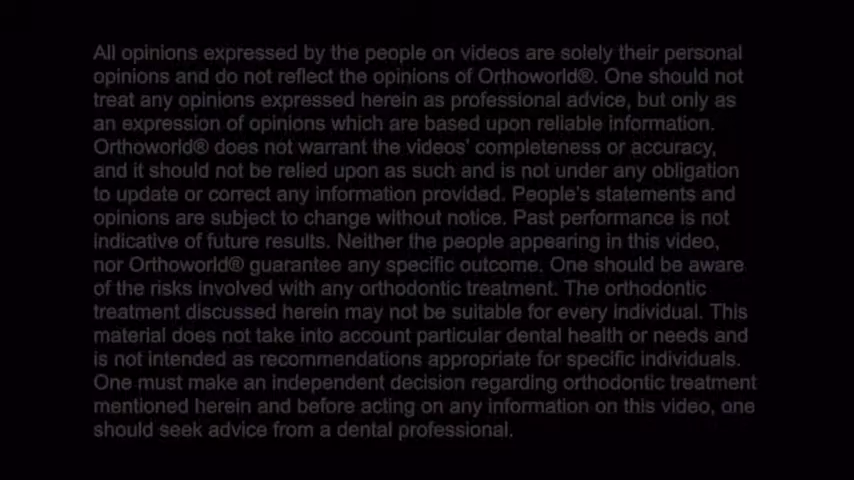 All opinions expressed by the people on videos are solely their personal
opinions and do not reflect the opinions of Orthoworld®. One should not
treat any opinions expressed herein as professional advice, but only as
an expression of opinions which are based upon reliable information.
Orthoworld® does not warrant the videos' completeness or accuracy,
and it should not be relied upon as such and is not under any obligation
to update or correct any information provided. People's statements and
opinions are subject to change without notice. Past performance is not
indicative of future results. Neither the people appearing in this video,
nor Orthoworld® guarantee any specific outcome. One should be aware
of the risks involved with any orthodontic treatment. The orthodontic
treatment discussed herein may not be suitable for every individual. This
material does not take into account particular dental health or needs and
is not intended as recommendations appropriate for specific individuals.
One must make an independent decision regarding orthodontic treatment
mentioned herein and before acting on any information on this video, one
should seek advice from a dental professional.